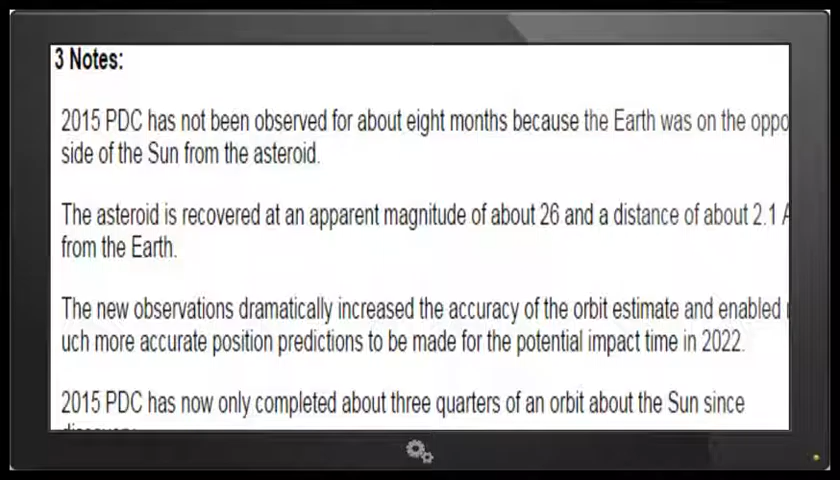 3 Notes:
2015 PDC has not been observed for about eight months because the Earth was on the oppo
side of the Sun from the asteroid.
The asteroid is recovered at an apparent magnitude of about 26 and a distance of about 2.1
from the Earth.
The new observations dramatically increased the accuracy of the orbit estimate and enabled
uch more accurate position predictions to be made for the potential impact time in 2022.
2015 PDC has now only completed about three quarters of an orbit about the Sun since